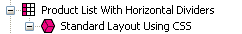 Product List With Horizontal Dividers
Standard Layout Using CSS